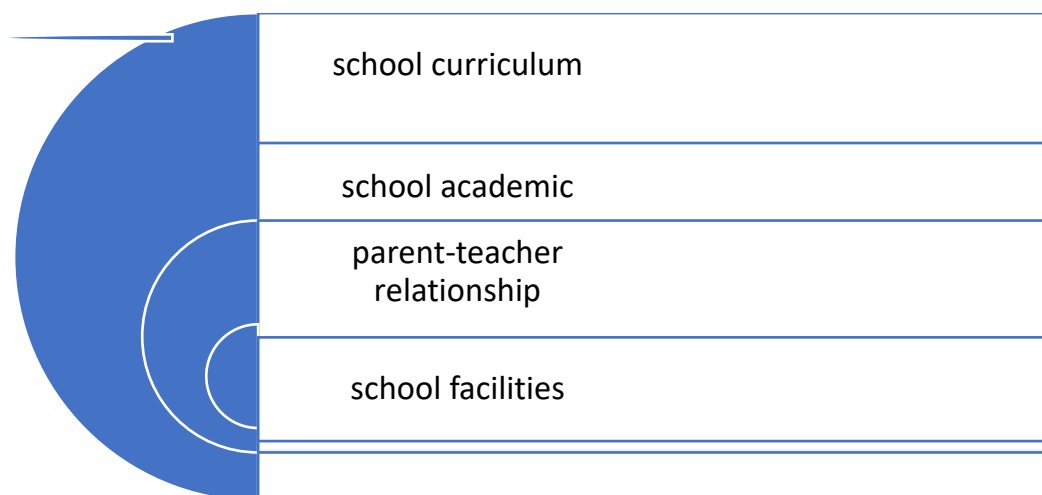 school curriculum
school academic
parent-teacher
relationship
school facilities